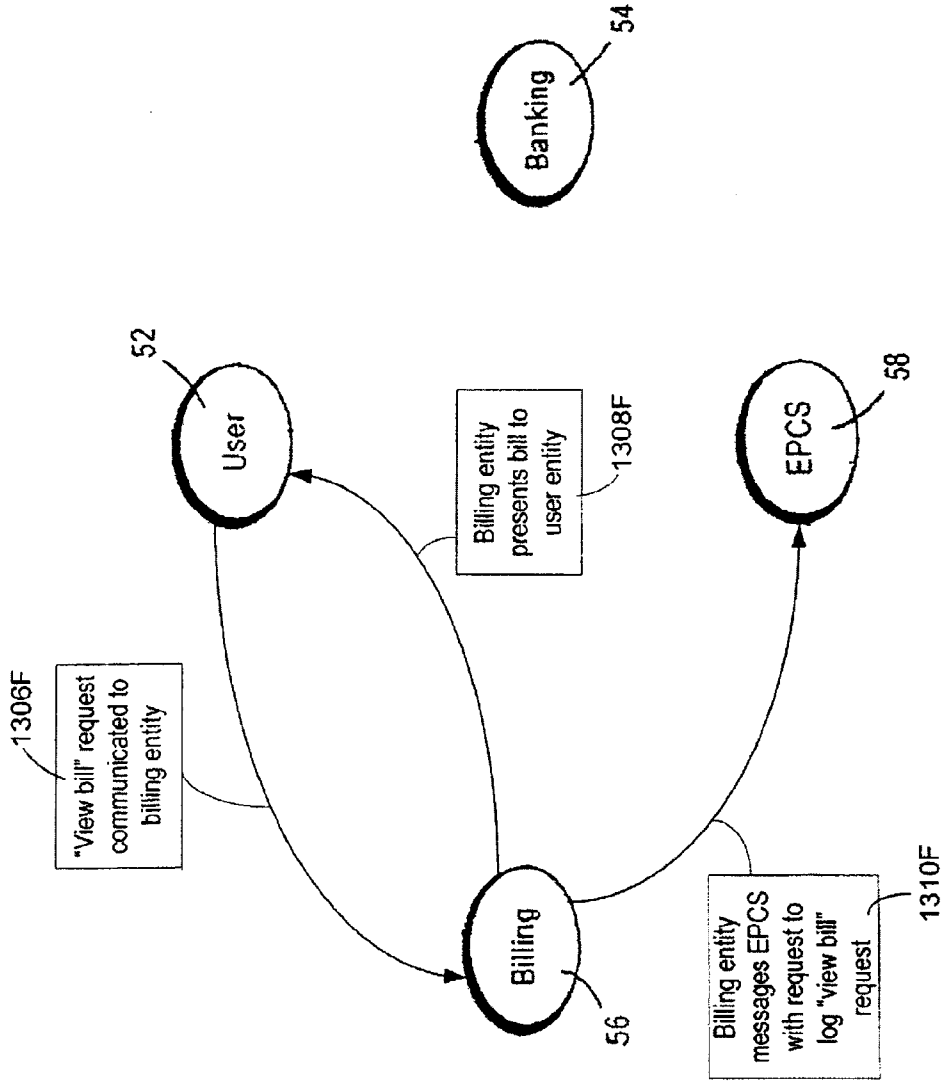 1306F
"View bill" request
communicated to
billing entity
User
52
Billing
56
Billing entity
presents bill to
user entity
1308F
Banking
54
Billing entity
messages EPCS
with request to
log "view bill"
request
1310F
EPCS
58